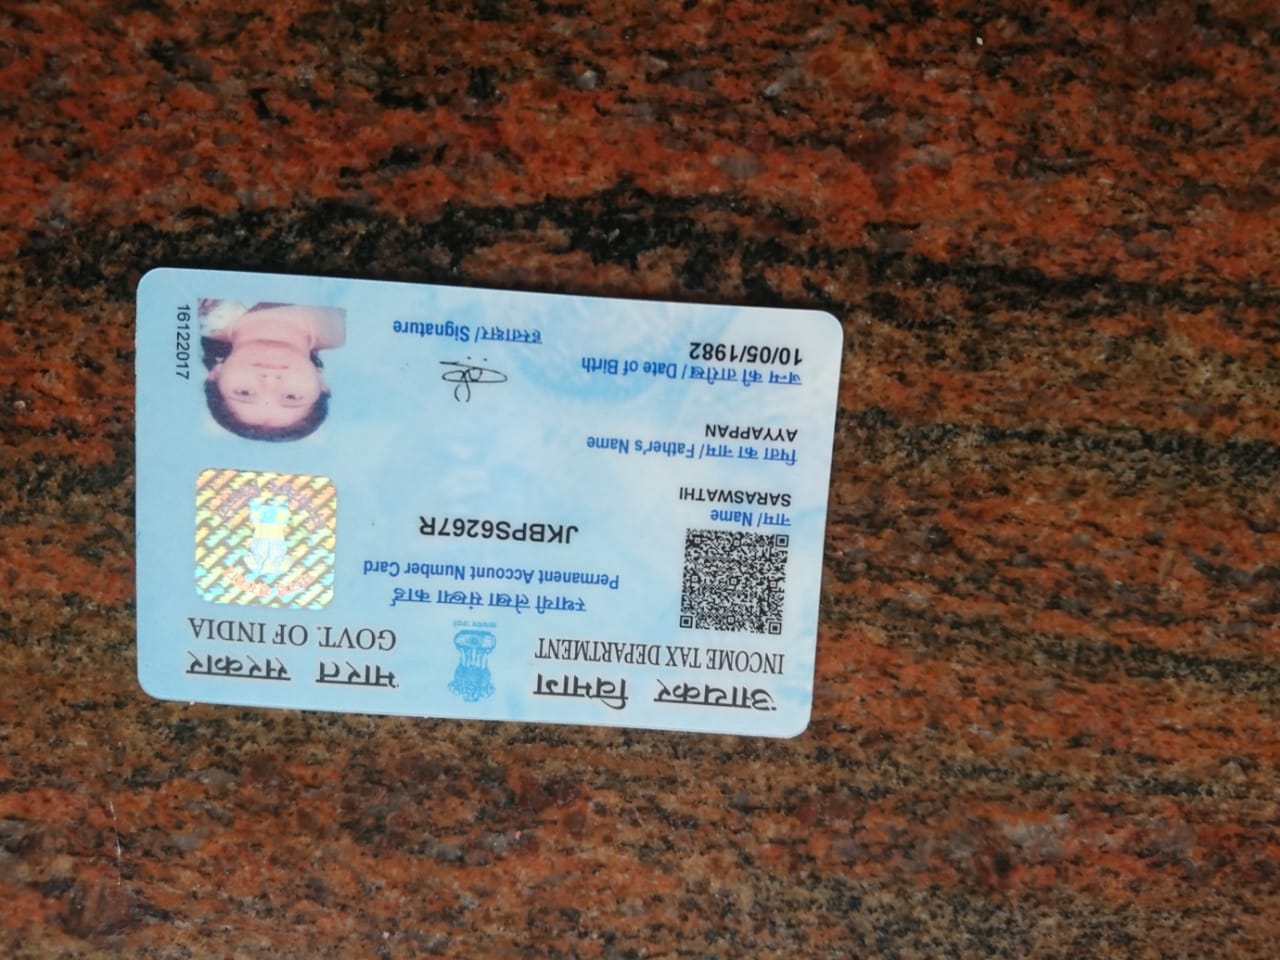 आयकर विभाग
INCOME TAX DEPARTMENT
भारत सरकार
GOVT. OF INDIA
स्थायी लेखा संख्या कार्ड
Permanent Account Number Card
JKBPS6267R
नाम/ Name
SARASWATHI
पिता का नाम/ Father's Name
AYYAPPAN
जन्म की तारीख/ Date of Birth
10/05/1982
हस्ताक्षर/ Signature
16122017